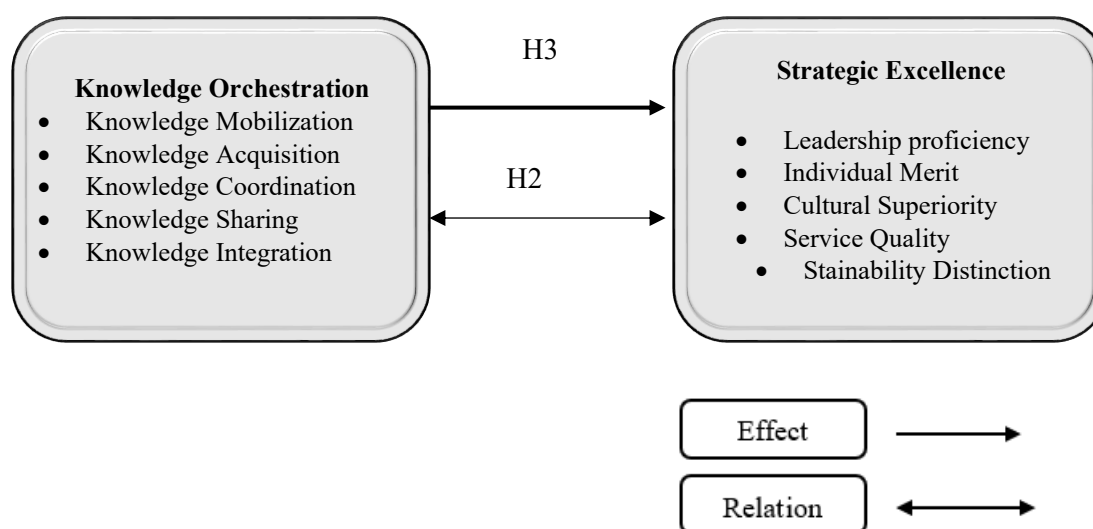 Knowledge Orchestration
• Knowledge Mobilization
• Knowledge Acquisition
• Knowledge Coordination
• Knowledge Sharing
• Knowledge Integration
H3
H2
Strategic Excellence
• Leadership proficiency
• Individual Merit
• Cultural Superiority
• Service Quality
• Stainability Distinction
Effect
Relation